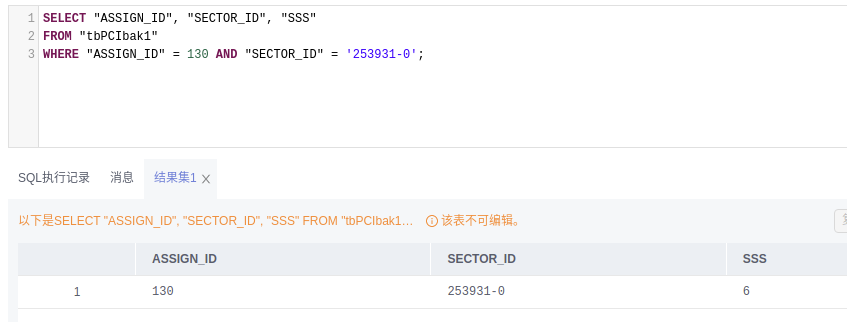 1 SELECT "ASSIGN_ID", "SECTOR_ID", "SSS"
2 FROM "tbPCIbak1"
3 WHERE "ASSIGN_ID" = 130 AND "SECTOR_ID" = '253931-0';
SQL执行记录 消息 结果集1
以下是SELECT "ASSIGN_ID", "SECTOR_ID", "SSS" FROM "tbPCIbak1... 该表不可编辑。
ASSIGN_ID SECTOR_ID SSS
1 130 253931-0 6